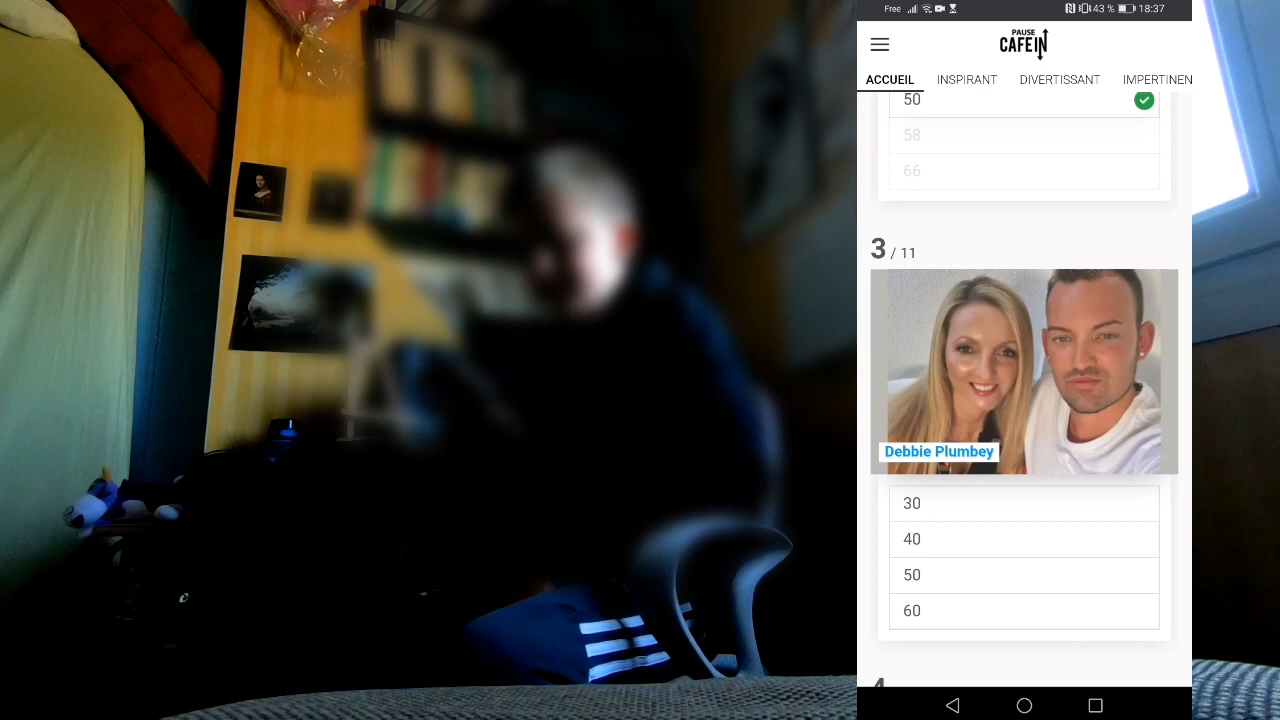 Free 43 % 18:37
PAUSE
CAFEIN
ACCUEIL INSPIRANT DIVERTISSANT IMPERTINEN
50
58
66
3 / 11
Debbie Plumbey
30
40
50
60
4